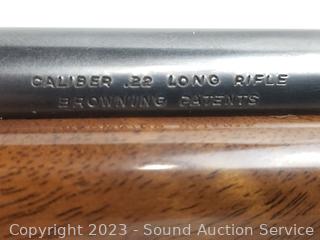 CALIBER .22 LONG RIFLE
BROWNING PATENTS
Copyright © 2023 - Sound Auction Service